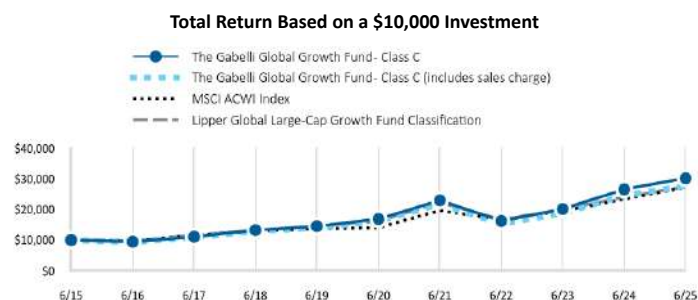 Total Return Based on a $10,000 Investment
The Gabelli Global Growth Fund- Class C
The Gabelli Global Growth Fund- Class C (includes sales charge)
MSCI ACWI Index
Lipper Global Large-Cap Growth Fund Classification
$40,000
$30,000
$20,000
$10,000
$0
6/15 6/16 6/17 6/18 6/19 6/20 6/21 6/22 6/23 6/24 6/25